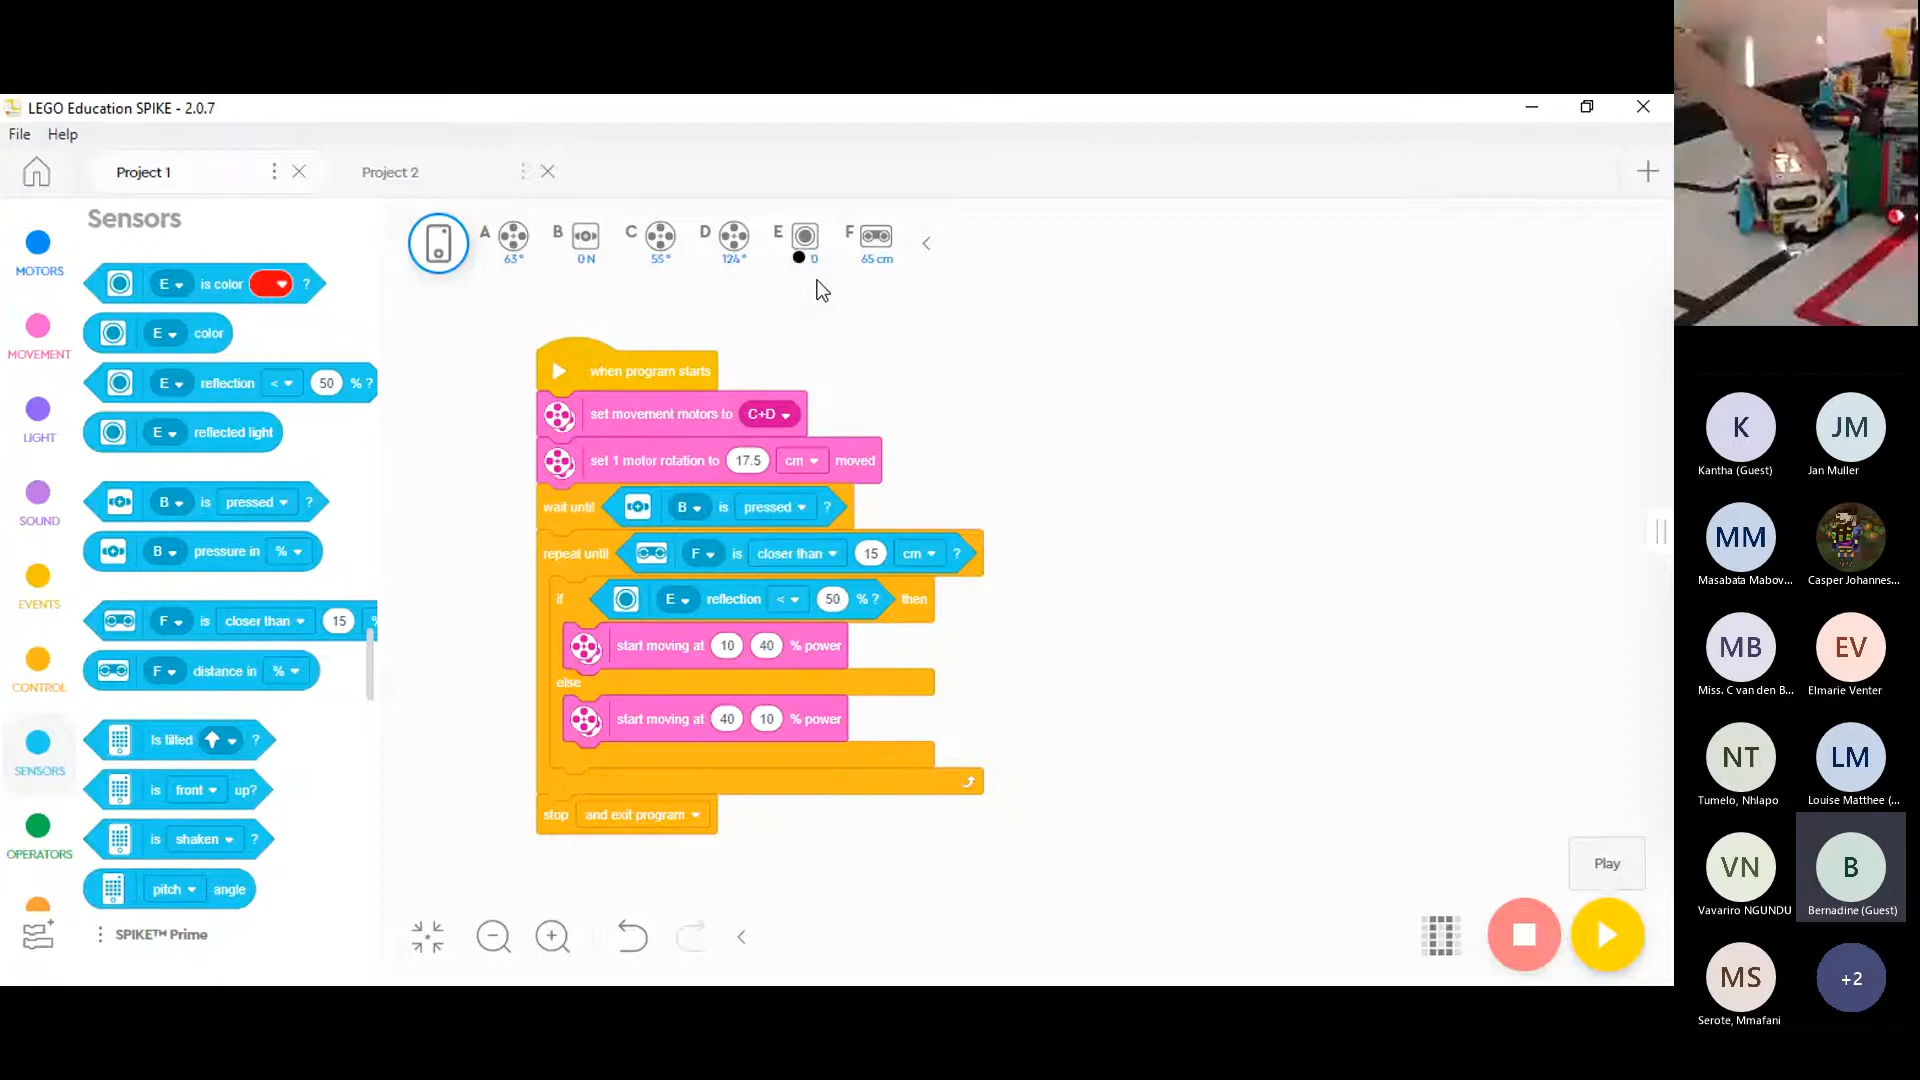 LEGO Education SPIKE - 2.0.7
File Help
Project 1
Project 2
Sensors
MOTORS
MOVEMENT
LIGHT
SOUND
EVENTS
CONTROL
SENSORS
OPERATORS
E is color ?
E color
E reflection < 50 % ?
E reflected light
B is pressed ?
B pressure in %
F is closer than 15 %
F distance in %
Is tilted ?
is front up?
is shaken ?
pitch angle
SPIKE™ Prime
A 63°
B 0 N
C 55°
D 124°
E 0
F 65 cm
when program starts
set movement motors to C+D
set 1 motor rotation to 17.5 cm moved
wait until B is pressed ?
repeat until F is closer than 15 cm ?
if E reflection < 50 % ? then
start moving at 10 40 % power
else
start moving at 40 10 % power
stop and exit program
Play
K JM
Kantha (Guest) Jan Muller
MM
Masabata Mabov... Casper Johannes...
MB EV
Miss. C van den B... Elmarie Venter
NT LM
Tumelo, Nhlapo Louise Matthee (...
VN B
Vavariro NGUNDU Bernadine (Guest)
MS +2
Serote, Mmafani